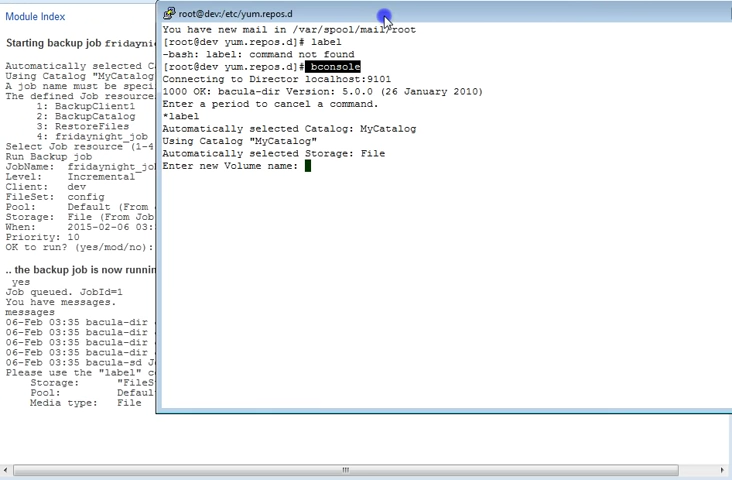 Module Index
Starting backup job fridayni
Automatically selected C
Using Catalog "MyCatalog
A job name must be speci
The defined Job resource
1: BackupClient1
2: BackupCatalog
3: RestoreFiles
4: fridaynight_job
Select Job resource (1-4
Run Backup job
JobName: fridaynight_jo
Level: Incremental
Client: dev
FileSet: config
Pool: Default (From
Storage: File (From Job
When: 2015-02-06 03:
Priority: 10
OK to run? (yes/mod/no):
.. the backup job is now runnin
yes
Job queued. JobId=1
You have messages.
messages
06-Feb 03:35 bacula-dir
06-Feb 03:35 bacula-dir
06-Feb 03:35 bacula-dir
06-Feb 03:35 bacula-dir
06-Feb 03:35 bacula-sd J
Please use the "label" c
Storage: "FileS
Pool: Defaul
Media type: File
root@dev:/etc/yum.repos.d
You have new mail in /var/spool/mail/root
[root@dev yum.repos.d]# label
-bash: label: command not found
[root@dev yum.repos.d]# bconsole
Connecting to Director localhost:9101
1000 OK: bacula-dir Version: 5.0.0 (26 January 2010)
Enter a period to cancel a command.
*label
Automatically selected Catalog: MyCatalog
Using Catalog "MyCatalog"
Automatically selected Storage: File
Enter new Volume name: